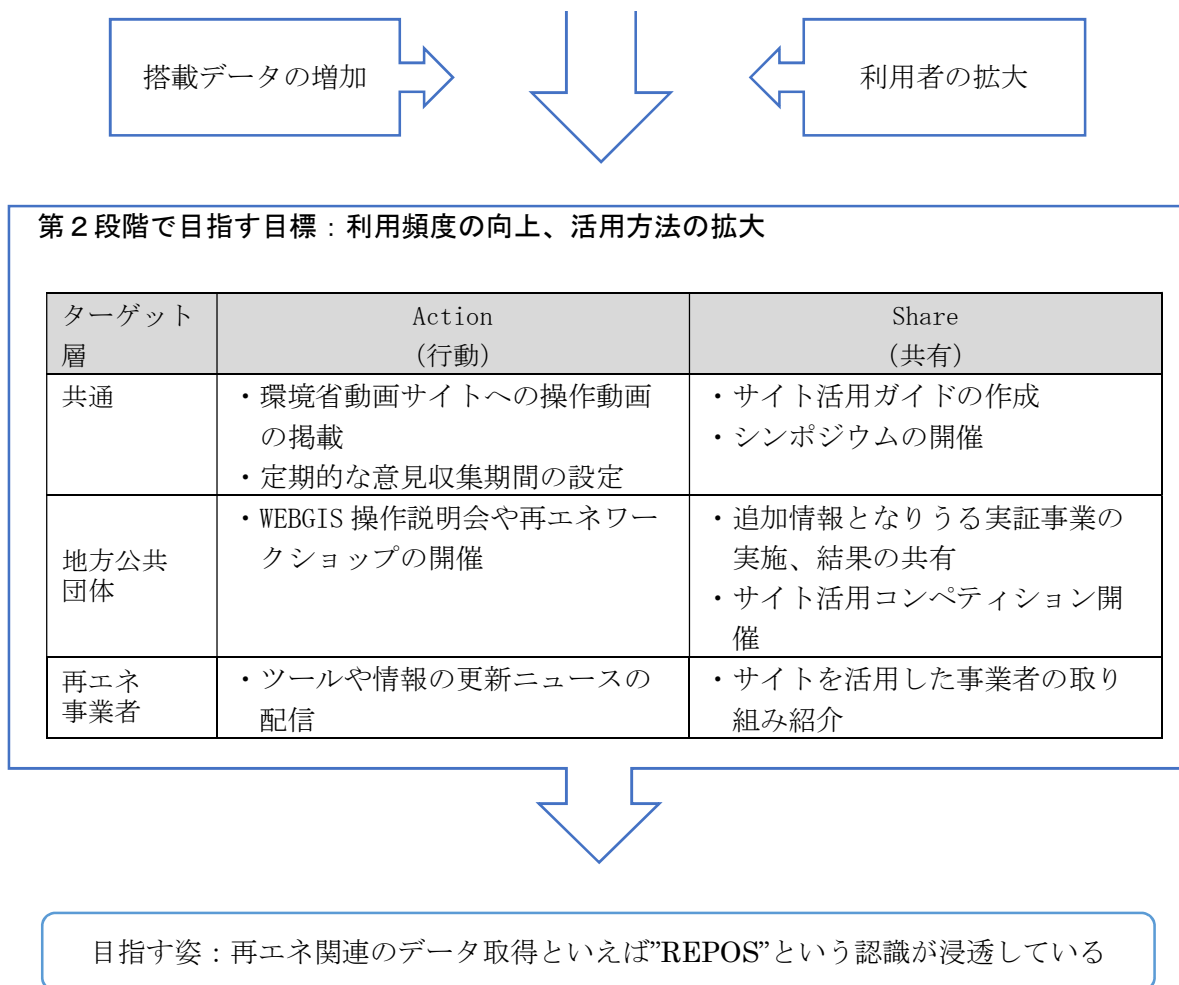 搭載データの増加
利用者の拡大
第２段階で目指す目標：利用頻度の向上、活用方法の拡大
ターゲット
層
Action
（行動）
Share
（共有）
共通
・環境省動画サイトへの操作動画
の掲載
・定期的な意見収集期間の設定
・サイト活用ガイドの作成
・シンポジウムの開催
地方公共
団体
・WEBGIS 操作説明会や再エネワー
クショップの開催
・追加情報となりうる実証事業の
実施、結果の共有
・サイト活用コンペティション開
催
再エネ
事業者
・ツールや情報の更新ニュースの
配信
・サイトを活用した事業者の取り
組み紹介
目指す姿：再エネ関連のデータ取得といえば”REPOS”という認識が浸透している